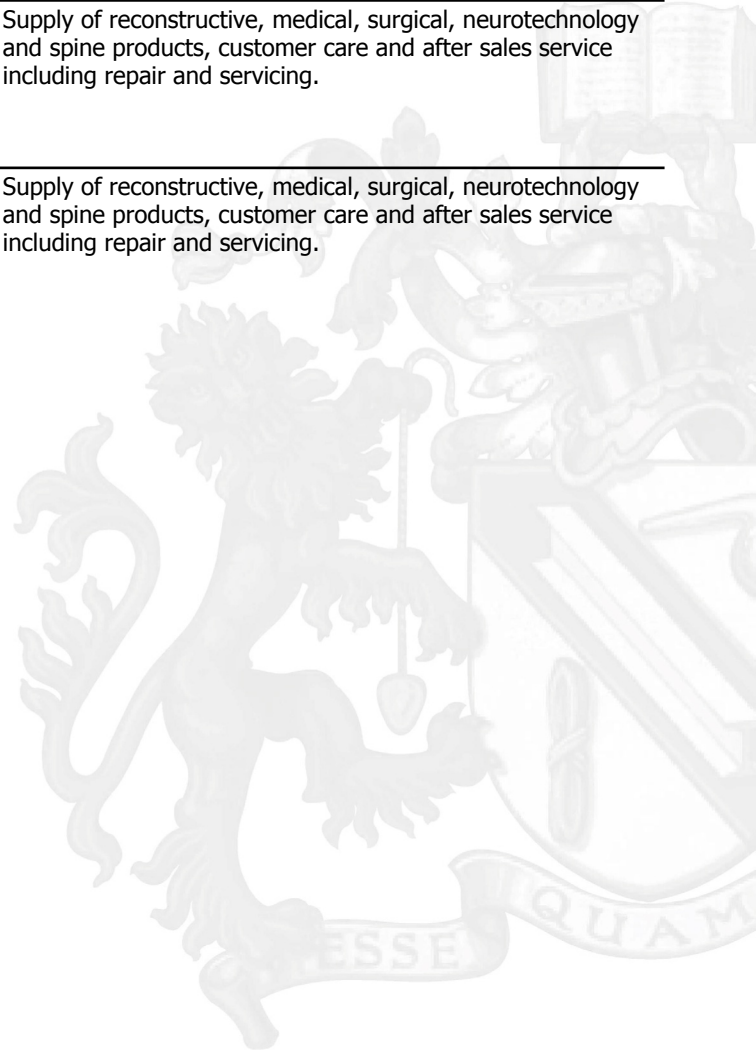 Supply of reconstructive, medical, surgical, neurotechnology
and spine products, customer care and after sales service
including repair and servicing.
Supply of reconstructive, medical, surgical, neurotechnology
and spine products, customer care and after sales service
including repair and servicing.
ESSE
QUAM